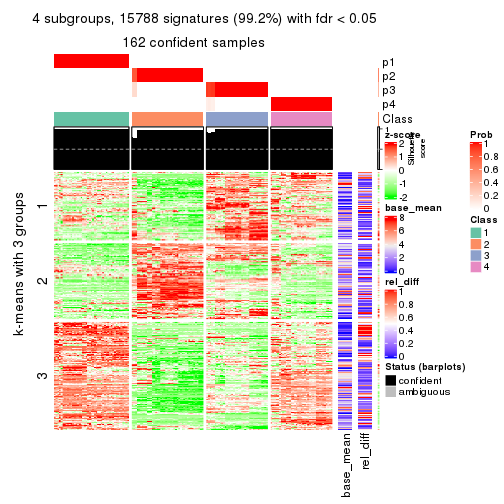 4 subgroups, 15788 signatures (99.2%) with fdr < 0.05
162 confident samples
p1
p2
p3
p4
Class
1
Silhouette
score
z-score
2
1
0
-1
-2
base_mean
8
6
4
2
0
rel_diff
1
0.8
0.6
0.4
0.2
0
Status (barplots)
confident
ambiguous
Prob
1
0.8
0.6
0.4
0.2
0
Class
1
2
3
4
k-means with 3 groups
1
2
3
base_mean
rel_diff